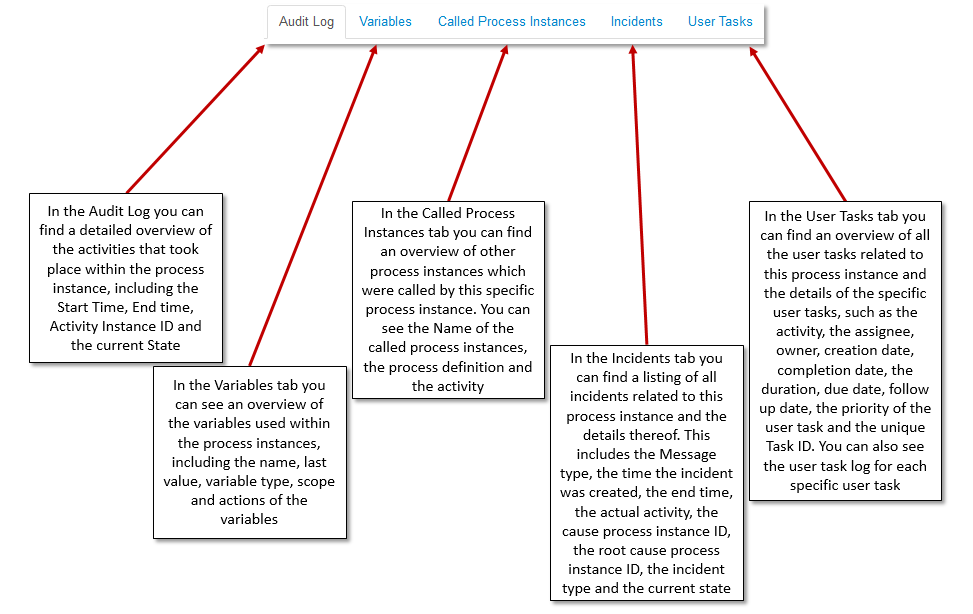 Audit Log Variables Called Process Instances Incidents User Tasks
In the Audit Log you can
find a detailed overview of
the activities that took
place within the process
instance, including the
Start Time, End time,
Activity Instance ID and
the current State
In the Variables tab you
can see an overview of
the variables used within
the process instances,
including the name, last
value, variable type, scope
and actions of the
variables
In the Called Process
Instances tab you can find
an overview of other
process instances which
were called by this specific
process instance. You can
see the Name of the
called process instances,
the process definition and
the activity
In the Incidents tab you
can find a listing of all
incidents related to this
process instance and the
details thereof. This
includes the Message
type, the time the incident
was created, the end time,
the actual activity, the
cause process instance ID,
the root cause process
instance ID, the incident
type and the current state
In the User Tasks tab you
can find an overview of all
the user tasks related to
this process instance and
the details of the specific
user tasks, such as the
activity, the assignee,
owner, creation date,
completion date, the
duration, due date, follow
up date, the priority of the
user task and the unique
Task ID. You can also see
the user task log for each
specific user task